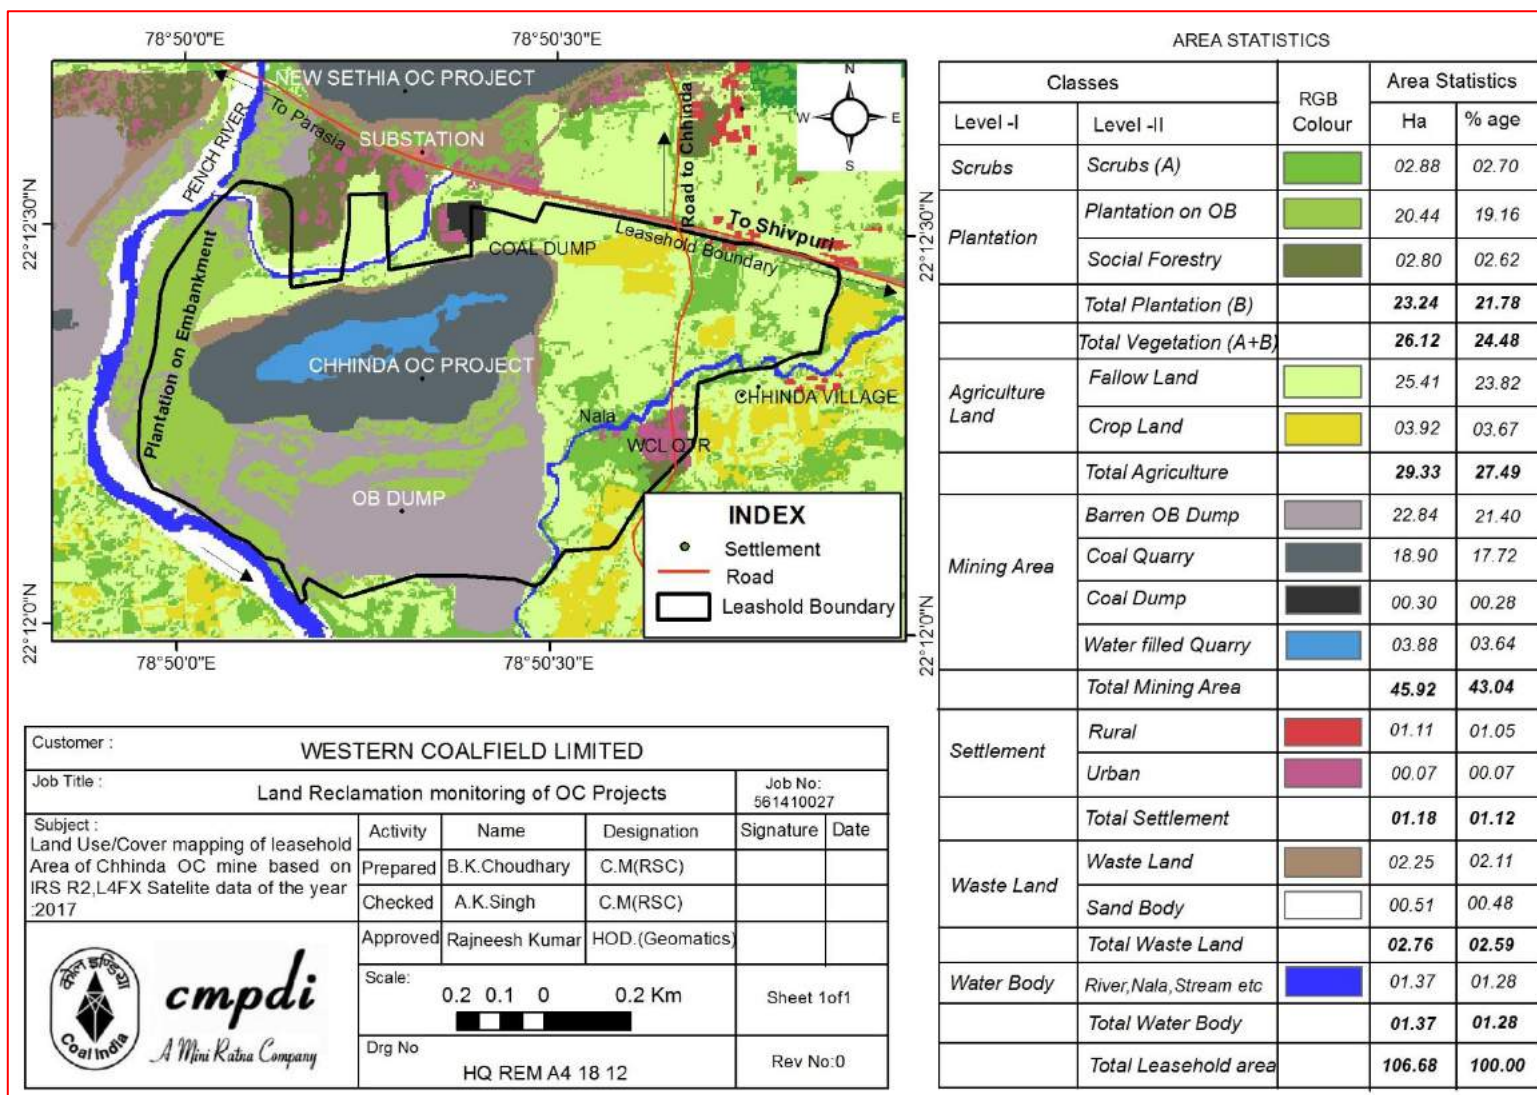 78°50'0"E
78°50'30"E
22°12'30"N
22°12'0"N
NEW SETHIA OC PROJECT
To Parasia
PENCH RIVER
SUBSTATION
Road to Chhinda
N
W
E
S
To Shivpuri
Leasehold Boundary
COAL DUMP
Plantation on Embankment
CHHINDA OC PROJECT
CHHINDA VILLAGE
Nala
WCL QTR
OB DUMP
INDEX
Settlement
Road
Leashold Boundary
22°12'30"N
22°12'0"N
78°50'0"E
78°50'30"E
Customer :
WESTERN COALFIELD LIMITED
Job Title :
Land Reclamation monitoring of OC Projects
Job No:
561410027
Subject :
Land Use/Cover mapping of leasehold
Area of Chhinda OC mine based on
IRS R2,L4FX Satelite data of the year
:2017
Activity Name Designation Signature Date
Prepared B.K.Choudhary C.M(RSC)
Checked A.K.Singh C.M(RSC)
Approved Rajneesh Kumar HOD.(Geomatics)
कोल इण्डिया
Coal India
cmpdi
A Mini Ratna Company
Scale:
0.2 0.1 0 0.2 Km
Sheet 1of1
Drg No
HQ REM A4 18 12
Rev No:0
AREA STATISTICS
Classes RGB Colour Area Statistics
Level -I Level -II Ha % age
Scrubs Scrubs (A) 02.88 02.70
Plantation Plantation on OB 20.44 19.16
Social Forestry 02.80 02.62
Total Plantation (B) 23.24 21.78
Total Vegetation (A+B) 26.12 24.48
Agriculture Land Fallow Land 25.41 23.82
Crop Land 03.92 03.67
Total Agriculture 29.33 27.49
Mining Area Barren OB Dump 22.84 21.40
Coal Quarry 18.90 17.72
Coal Dump 00.30 00.28
Water filled Quarry 03.88 03.64
Total Mining Area 45.92 43.04
Settlement Rural 01.11 01.05
Urban 00.07 00.07
Total Settlement 01.18 01.12
Waste Land Waste Land 02.25 02.11
Sand Body 00.51 00.48
Total Waste Land 02.76 02.59
Water Body River,Nala,Stream etc 01.37 01.28
Total Water Body 01.37 01.28
Total Leasehold area 106.68 100.00